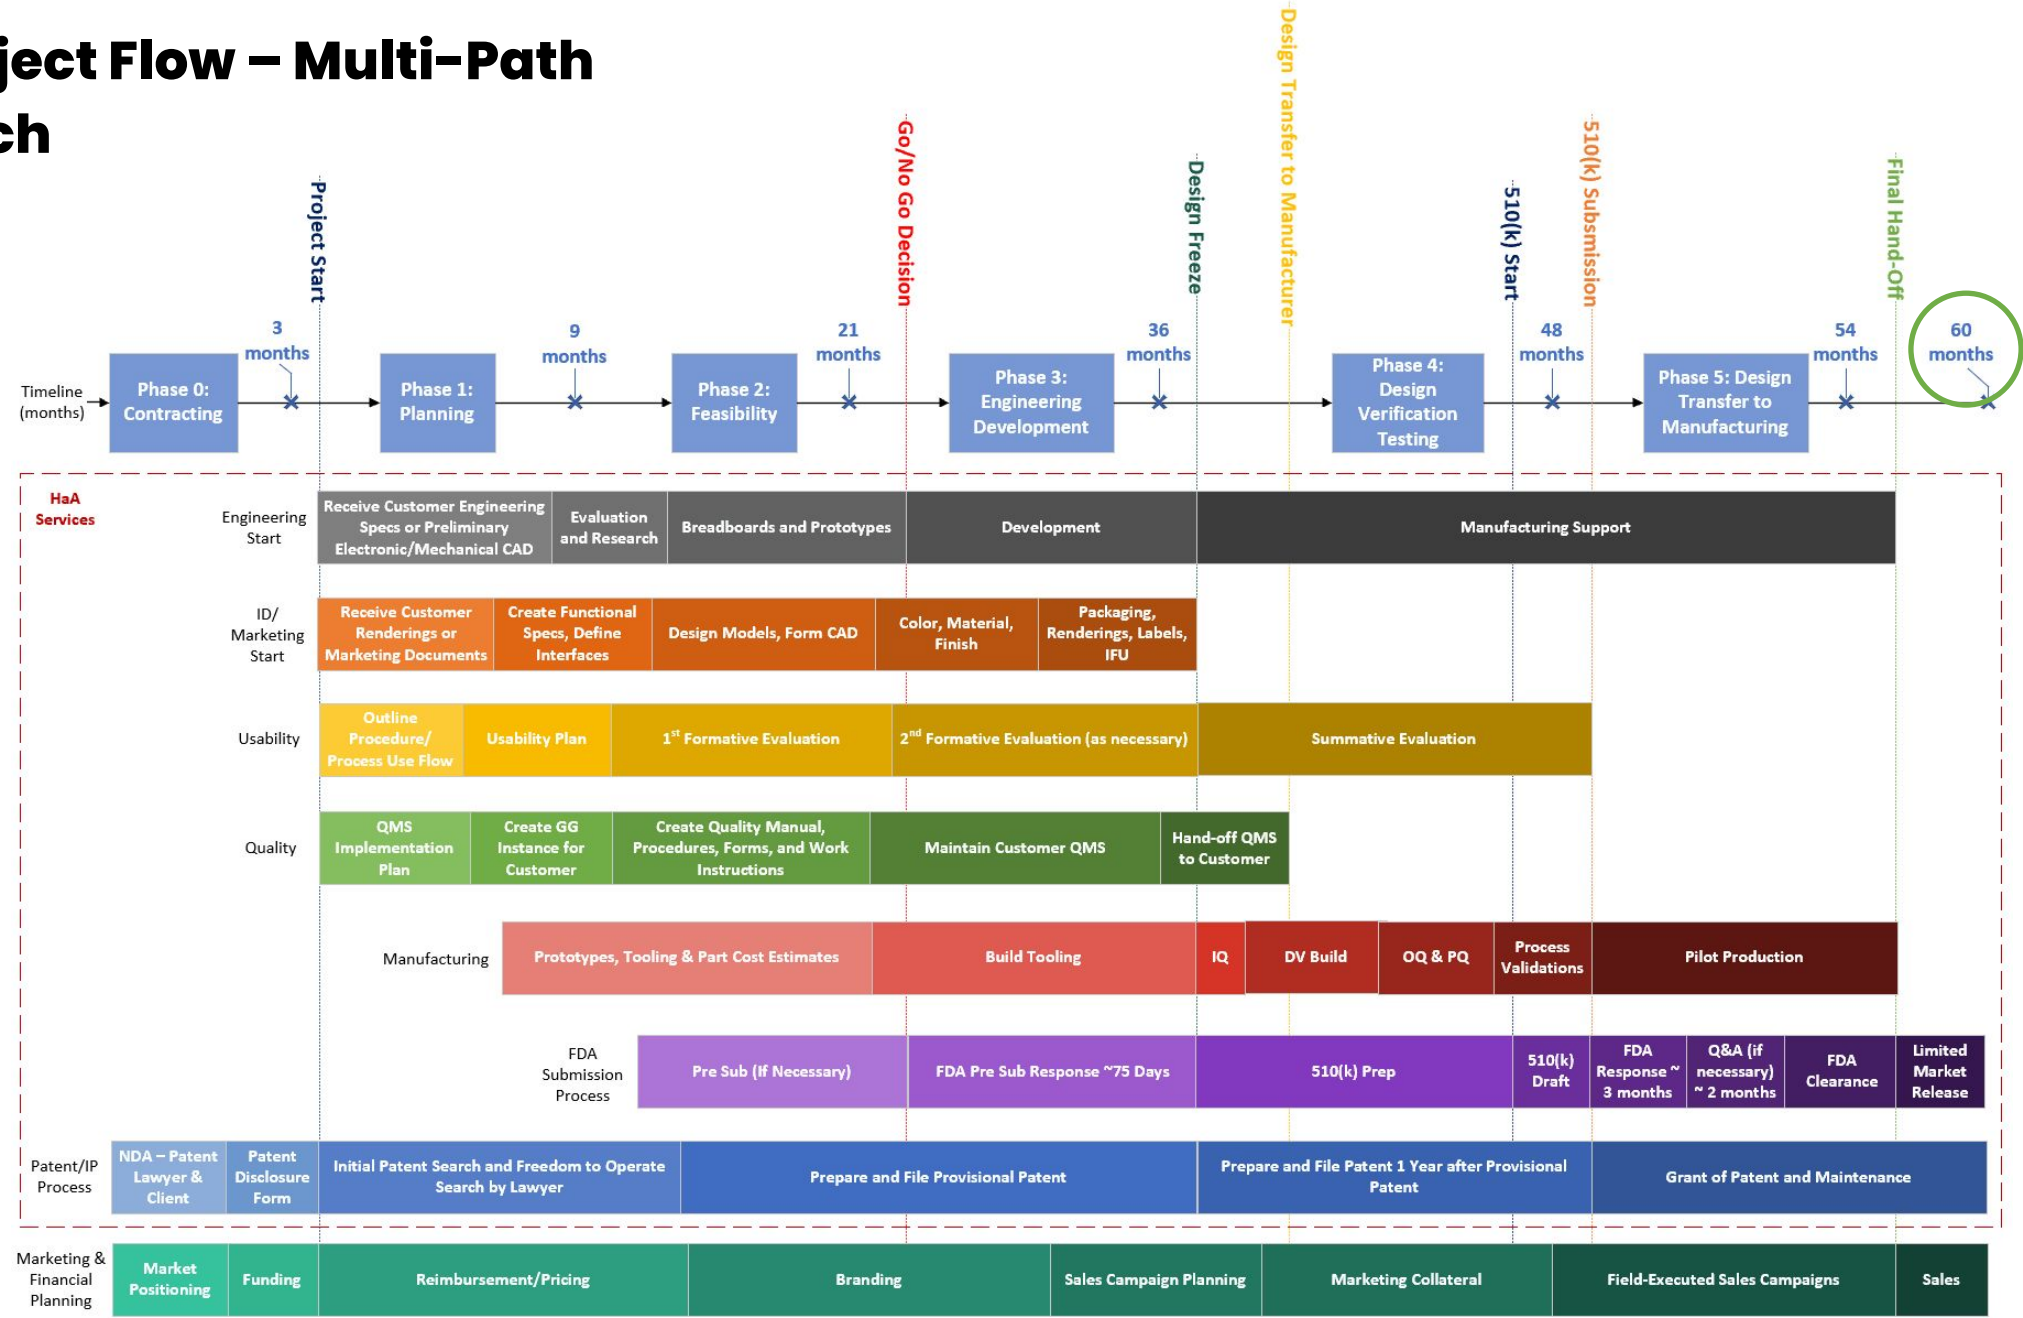 ject Flow – Multi-Path
ch
Project Start
Go/No Go Decision
Design Freeze
Design Transfer to Manufacturer
510(k) Start
510(k) Subsmission
Final Hand-Off
3
months
9
months
21
months
36
months
48
months
54
months
60
months
Timeline
(months)
Phase 0:
Contracting
Phase 1:
Planning
Phase 2:
Feasibility
Phase 3:
Engineering
Development
Phase 4:
Design
Verification
Testing
Phase 5: Design
Transfer to
Manufacturing
HaA
Services
Engineering
Start
Receive Customer Engineering
Specs or Preliminary
Electronic/Mechanical CAD
Evaluation
and Research
Breadboards and Prototypes
Development
Manufacturing Support
ID/
Marketing
Start
Receive Customer
Renderings or
Marketing Documents
Create Functional
Specs, Define
Interfaces
Design Models, Form CAD
Color, Material,
Finish
Packaging,
Renderings, Labels,
IFU
Usability
Outline
Procedure/
Process Use Flow
Usability Plan
1st Formative Evaluation
2nd Formative Evaluation (as necessary)
Summative Evaluation
Quality
QMS
Implementation
Plan
Create GG
Instance for
Customer
Create Quality Manual,
Procedures, Forms, and Work
Instructions
Maintain Customer QMS
Hand-off QMS
to Customer
Manufacturing
Prototypes, Tooling & Part Cost Estimates
Build Tooling
IQ
DV Build
OQ & PQ
Process
Validations
Pilot Production
FDA
Submission
Process
Pre Sub (If Necessary)
FDA Pre Sub Response ~75 Days
510(k) Prep
510(k)
Draft
FDA
Response ~
3 months
Q&A (if
necessary)
~ 2 months
FDA
Clearance
Limited
Market
Release
Patent/IP
Process
NDA – Patent
Lawyer &
Client
Patent
Disclosure
Form
Initial Patent Search and Freedom to Operate
Search by Lawyer
Prepare and File Provisional Patent
Prepare and File Patent 1 Year after Provisional
Patent
Grant of Patent and Maintenance
Marketing &
Financial
Planning
Market
Positioning
Funding
Reimbursement/Pricing
Branding
Sales Campaign Planning
Marketing Collateral
Field-Executed Sales Campaigns
Sales